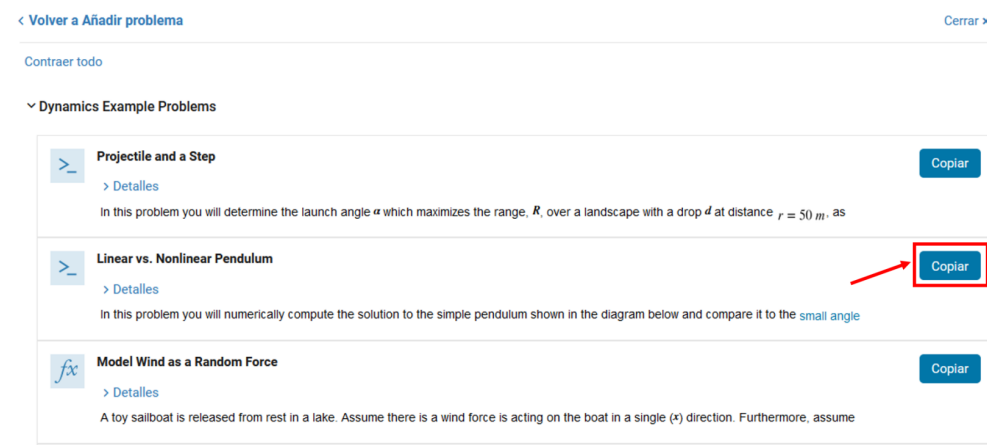 < Volver a Añadir problema
Cerrar ×
Contraer todo
Dynamics Example Problems
>_ Projectile and a Step
Copiar
> Detalles
In this problem you will determine the launch angle α which maximizes the range, R, over a landscape with a drop d at distance r = 50 m, as
>_ Linear vs. Nonlinear Pendulum
Copiar
> Detalles
In this problem you will numerically compute the solution to the simple pendulum shown in the diagram below and compare it to the small angle
fx Model Wind as a Random Force
Copiar
> Detalles
A toy sailboat is released from rest in a lake. Assume there is a wind force is acting on the boat in a single (x) direction. Furthermore, assume